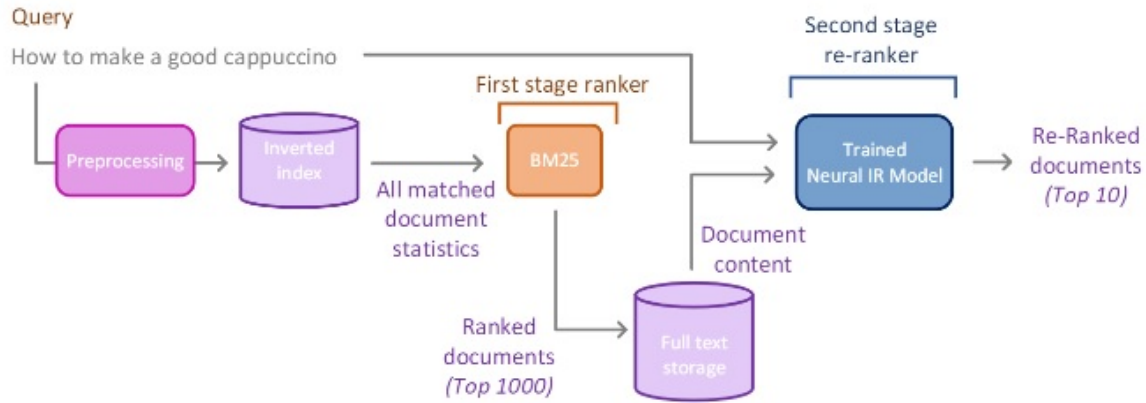 Query
How to make a good cappuccino
Preprocessing
Inverted
index
All matched
document
statistics
First stage ranker
BM25
Ranked
documents
(Top 1000)
Full text
storage
Document
content
Second stage
re-ranker
Trained
Neural IR Model
Re-Ranked
documents
(Top 10)